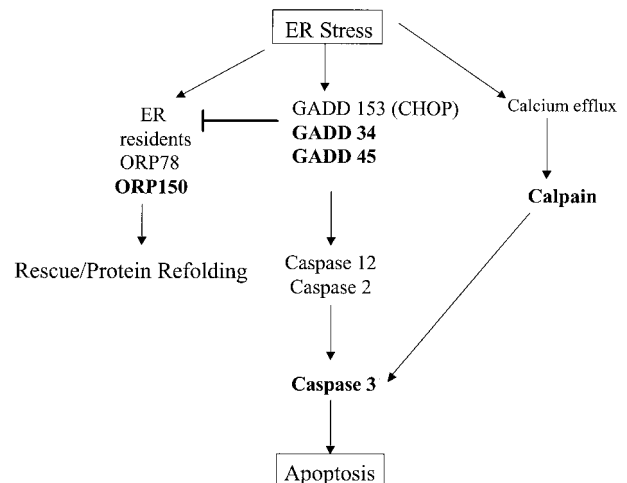 ER Stress
ER
residents
ORP78
ORP150
GADD 153 (CHOP)
GADD 34
GADD 45
Calcium efflux
Calpain
Rescue/Protein Refolding
Caspase 12
Caspase 2
Caspase 3
Apoptosis